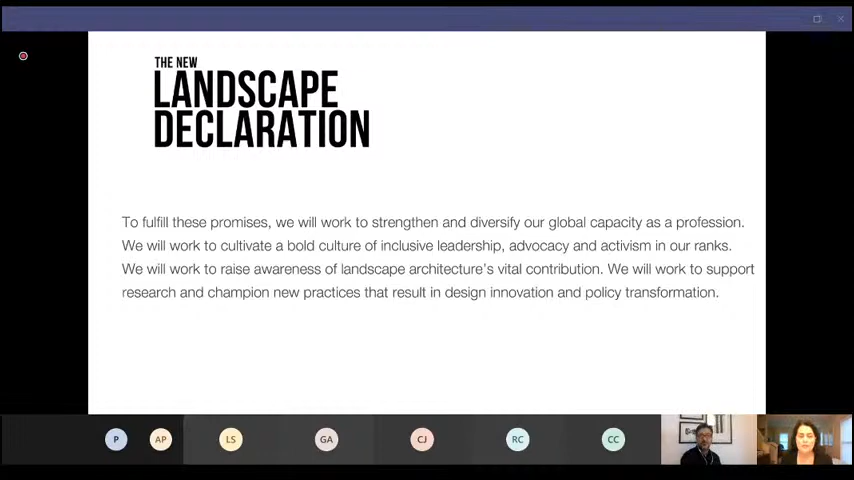 THE NEW
LANDSCAPE
DECLARATION
To fulfill these promises, we will work to strengthen and diversify our global capacity as a profession.
We will work to cultivate a bold culture of inclusive leadership, advocacy and activism in our ranks.
We will work to raise awareness of landscape architecture's vital contribution. We will work to support
research and champion new practices that result in design innovation and policy transformation.
P AP LS GA CJ RC CC